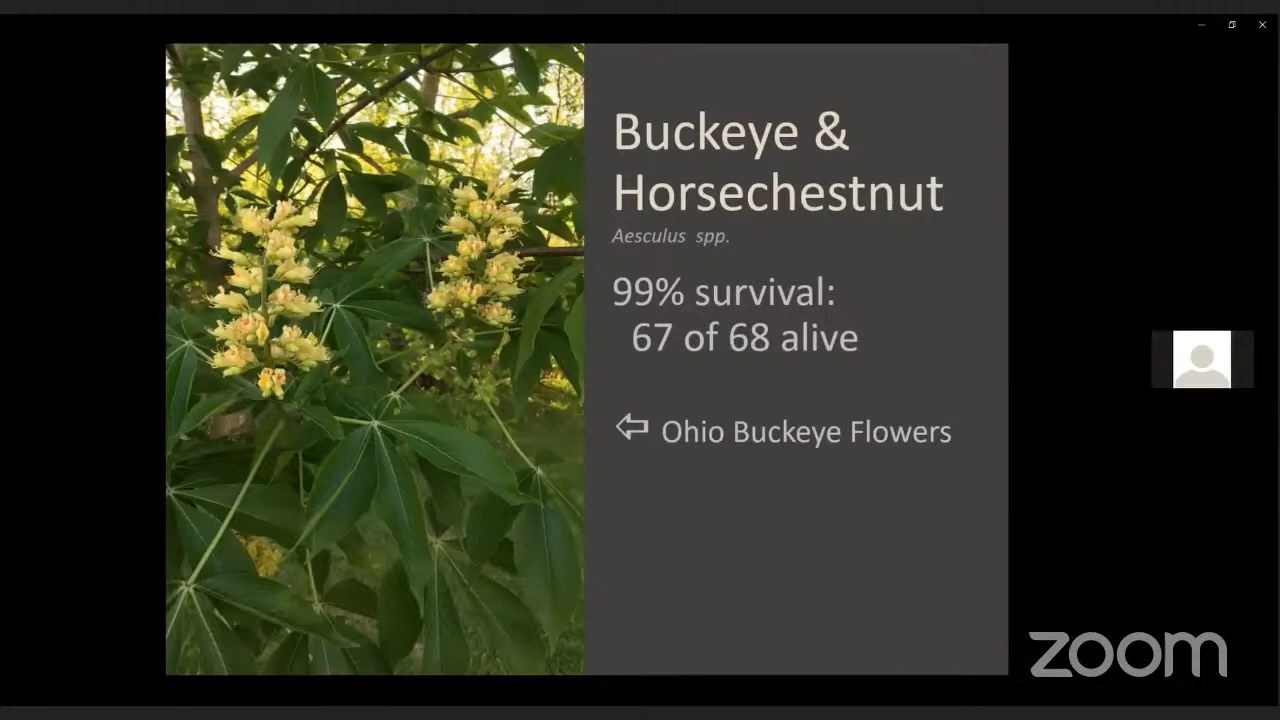 Buckeye &
Horsechestnut
Aesculus spp.
99% survival:
67 of 68 alive
Ohio Buckeye Flowers
zoom